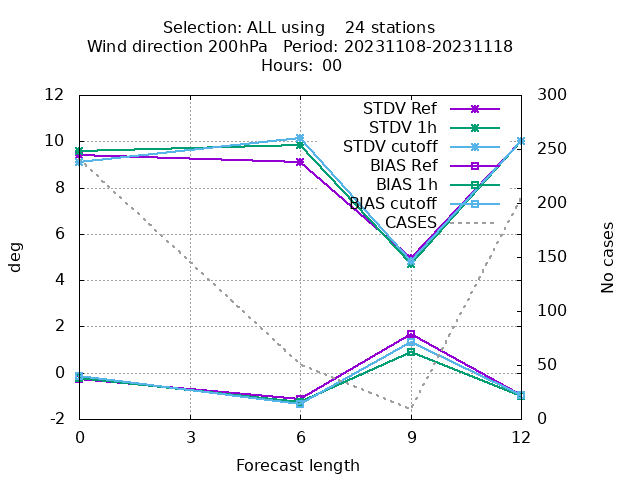 Selection: ALL using    24 stations
Wind direction 200hPa   Period: 20231108-20231118
Hours: 00
12
10
8
6
4
2
0
-2
300
250
200
150
100
50
0
deg
No cases
STDV Ref
STDV 1h
STDV cutoff
BIAS Ref
BIAS 1h
BIAS cutoff
CASES
0
3
6
9
12
Forecast length